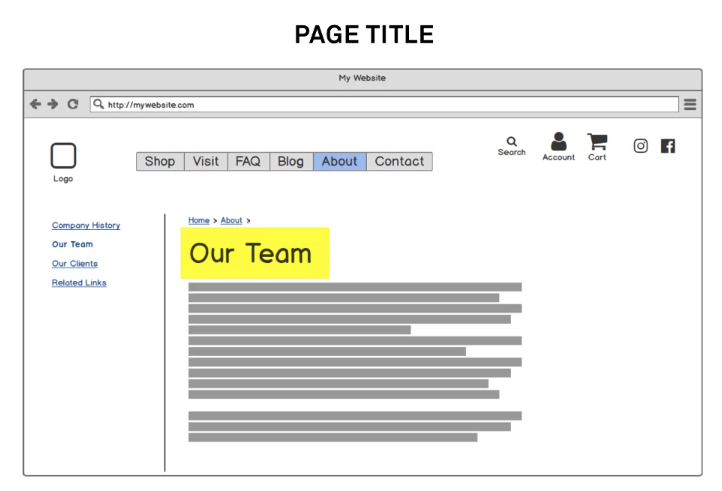 PAGE TITLE
My Website
http://mywebsite.com
Logo
Shop Visit FAQ Blog About Contact
Search
Account
Cart
Company History
Our Team
Our Clients
Related Links
Home > About >
Our Team